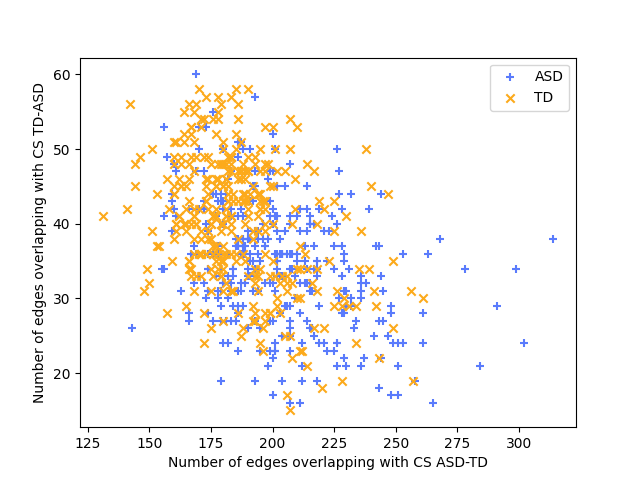 ASD
TD
60
50
40
30
20
Number of edges overlapping with CS TD-ASD
125 150 175 200 225 250 275 300
Number of edges overlapping with CS ASD-TD